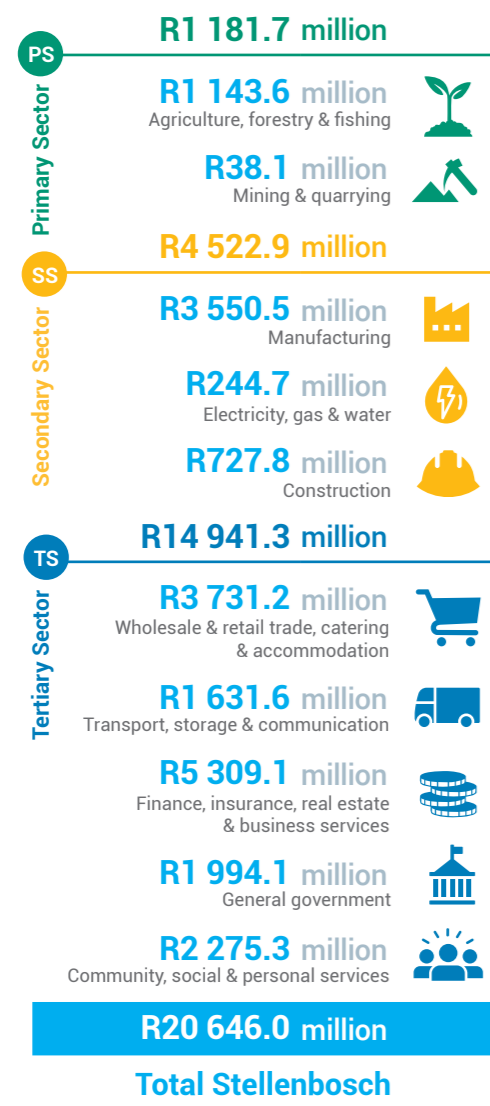 R1 181.7 million
PS
Primary Sector
R1 143.6 million
Agriculture, forestry & fishing
R38.1 million
Mining & quarrying
R4 522.9 million
SS
Secondary Sector
R3 550.5 million
Manufacturing
R244.7 million
Electricity, gas & water
R727.8 million
Construction
R14 941.3 million
TS
Tertiary Sector
R3 731.2 million
Wholesale & retail trade, catering
& accommodation
R1 631.6 million
Transport, storage & communication
R5 309.1 million
Finance, insurance, real estate
& business services
R1 994.1 million
General government
R2 275.3 million
Community, social & personal services
R20 646.0 million
Total Stellenbosch